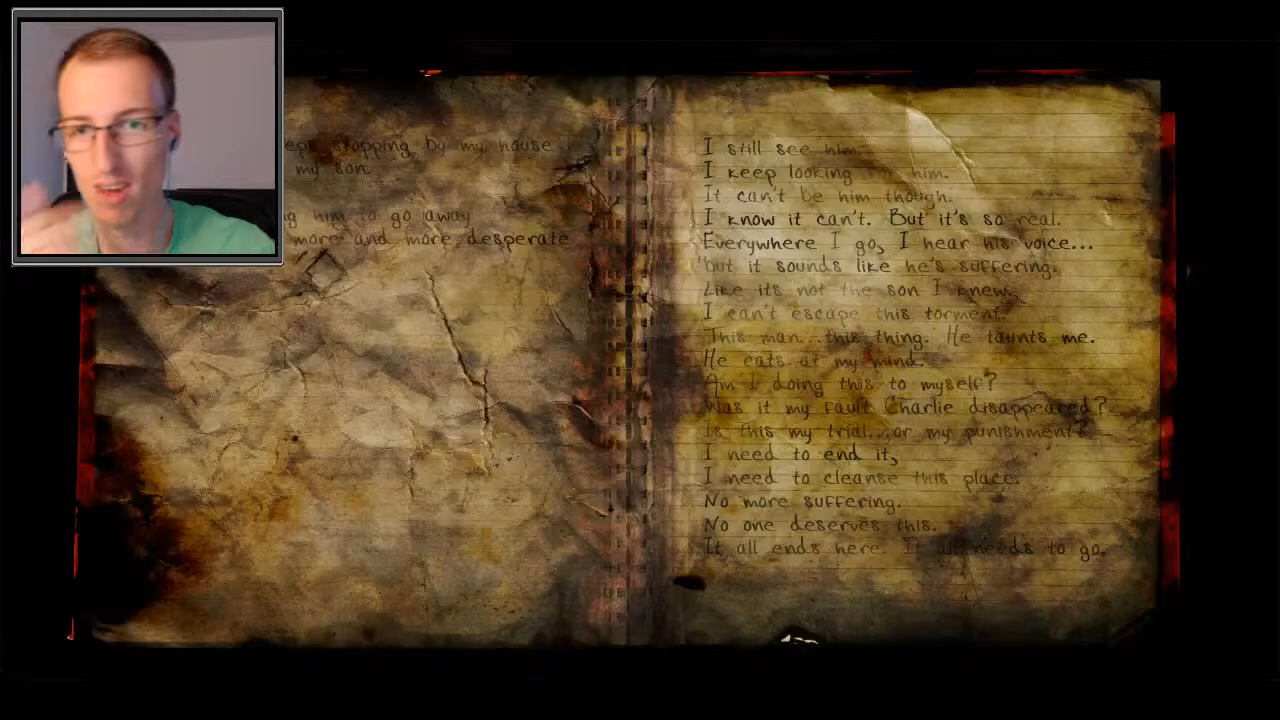 eps stopping by my house
my son.
g him to go away
more and more desperate
I still see him.
I keep looking for him.
It can't be him though.
I know it can't. But it's so real.
Everywhere I go, I hear his voice...
but it sounds like he's suffering.
Like its not the son I knew.
I can't escape this torment.
This man...this thing. He taunts me.
He eats at my mind.
Am I doing this to myself?
Was it my fault Charlie disappeared?
Is this my trial...or my punishment?
I need to end it,
I need to cleanse this place.
No more suffering.
No one deserves this.
It all ends here. It all needs to go.